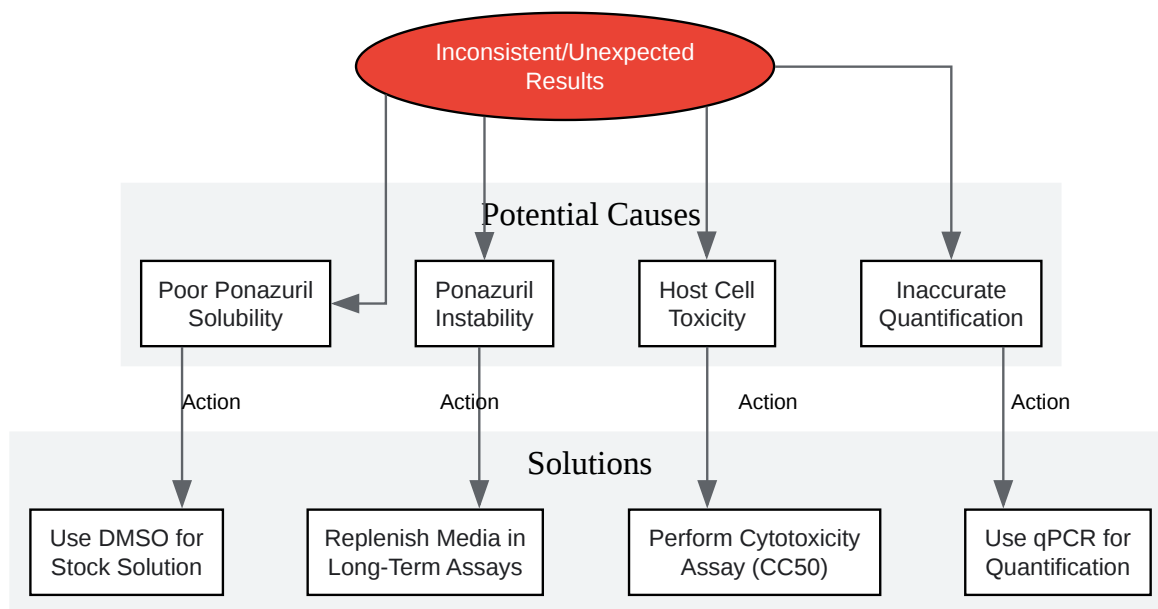 Inconsistent/Unexpected
Results
Potential Causes
Poor Ponazuril
Solubility
Ponazuril
Instability
Host Cell
Toxicity
Inaccurate
Quantification
Action
Action
Action
Action
Solutions
Use DMSO for
Stock Solution
Replenish Media in
Long-Term Assays
Perform Cytotoxicity
Assay (CC50)
Use qPCR for
Quantification